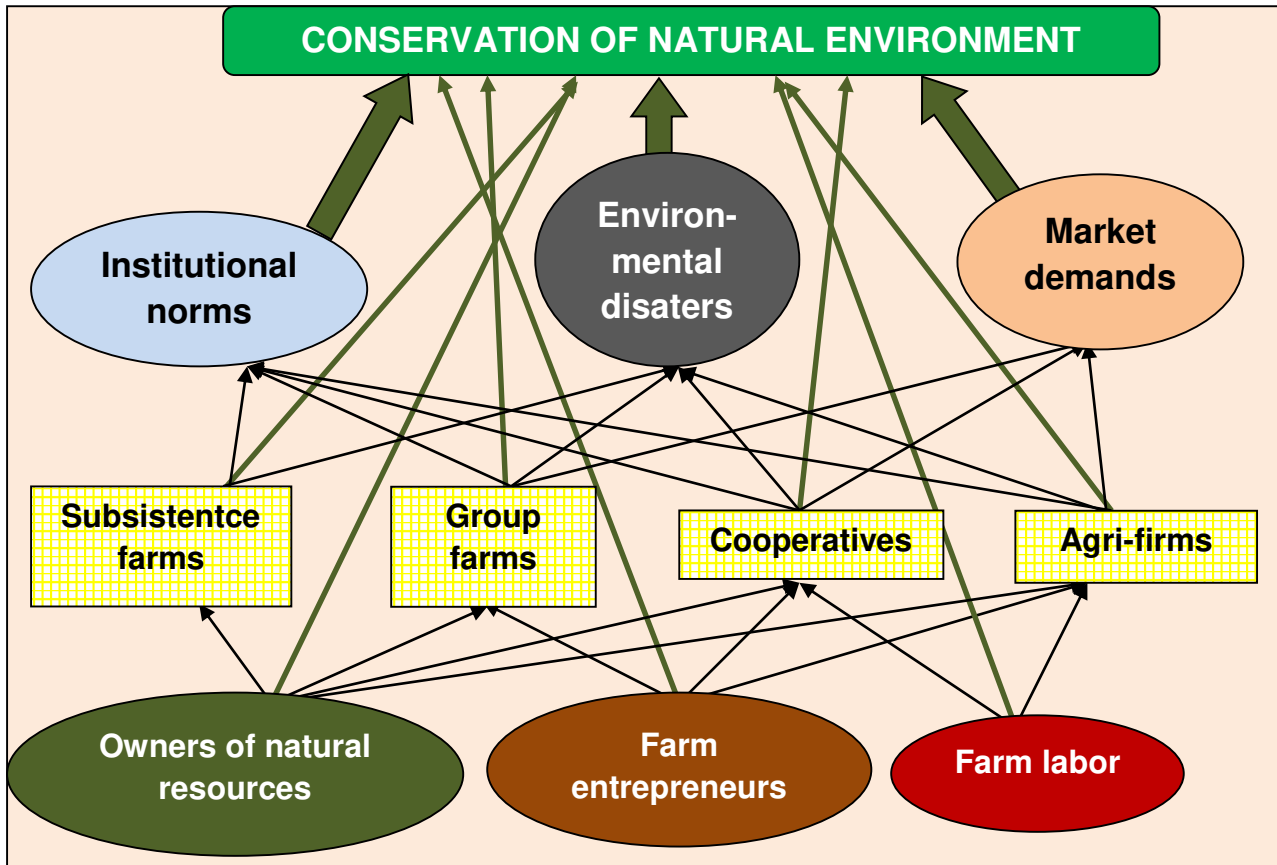 CONSERVATION OF NATURAL ENVIRONMENT
Institutional
norms
Environ-
mental
disaters
Market
demands
Subsistentce
farms
Group
farms
Cooperatives
Agri-firms
Owners of natural
resources
Farm
entrepreneurs
Farm labor